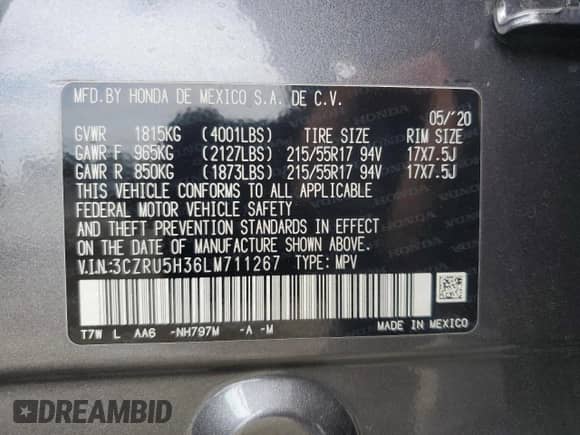 MFD.BY HONDA DE MEXICO S.A. DE C.V.
05/'20
GVWR 1815KG (4001LBS) TIRE SIZE RIM SIZE
GAWR F 965KG (2127LBS) 215/55R17 94V 17X7.5J
GAWR R 850KG (1873LBS) 215/55R17 94V 17X7.5J
THIS VEHICLE CONFORMS TO ALL APPLICABLE
FEDERAL MOTOR VEHICLE SAFETY
AND THEFT PREVENTION STANDARDS IN EFFECT
ON THE DATE OF MANUFACTURE SHOWN ABOVE.
V.I.N:3CZRU5H36LM711267 TYPE: MPV
T7W L AA6 -NH797M -A -M
MADE IN MEXICO
DREAMBID